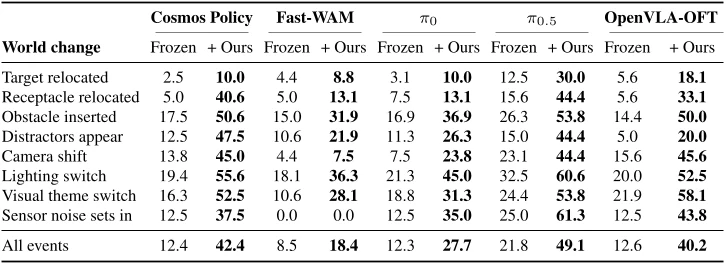 Cosmos Policy Fast-WAM π0 π0.5 OpenVLA-OFT
World change Frozen + Ours Frozen + Ours Frozen + Ours Frozen + Ours Frozen + Ours
Target relocated 2.5 10.0 4.4 8.8 3.1 10.0 12.5 30.0 5.6 18.1
Receptacle relocated 5.0 40.6 5.0 13.1 7.5 13.1 15.6 44.4 5.6 33.1
Obstacle inserted 17.5 50.6 15.0 31.9 16.9 36.9 26.3 53.8 14.4 50.0
Distractors appear 12.5 47.5 10.6 21.9 11.3 26.3 15.0 44.4 5.0 20.0
Camera shift 13.8 45.0 4.4 7.5 7.5 23.8 23.1 44.4 15.6 45.6
Lighting switch 19.4 55.6 18.1 36.3 21.3 45.0 32.5 60.6 20.0 52.5
Visual theme switch 16.3 52.5 10.6 28.1 18.8 31.3 24.4 53.8 21.9 58.1
Sensor noise sets in 12.5 37.5 0.0 0.0 12.5 35.0 25.0 61.3 12.5 43.8
All events 12.4 42.4 8.5 18.4 12.3 27.7 21.8 49.1 12.6 40.2